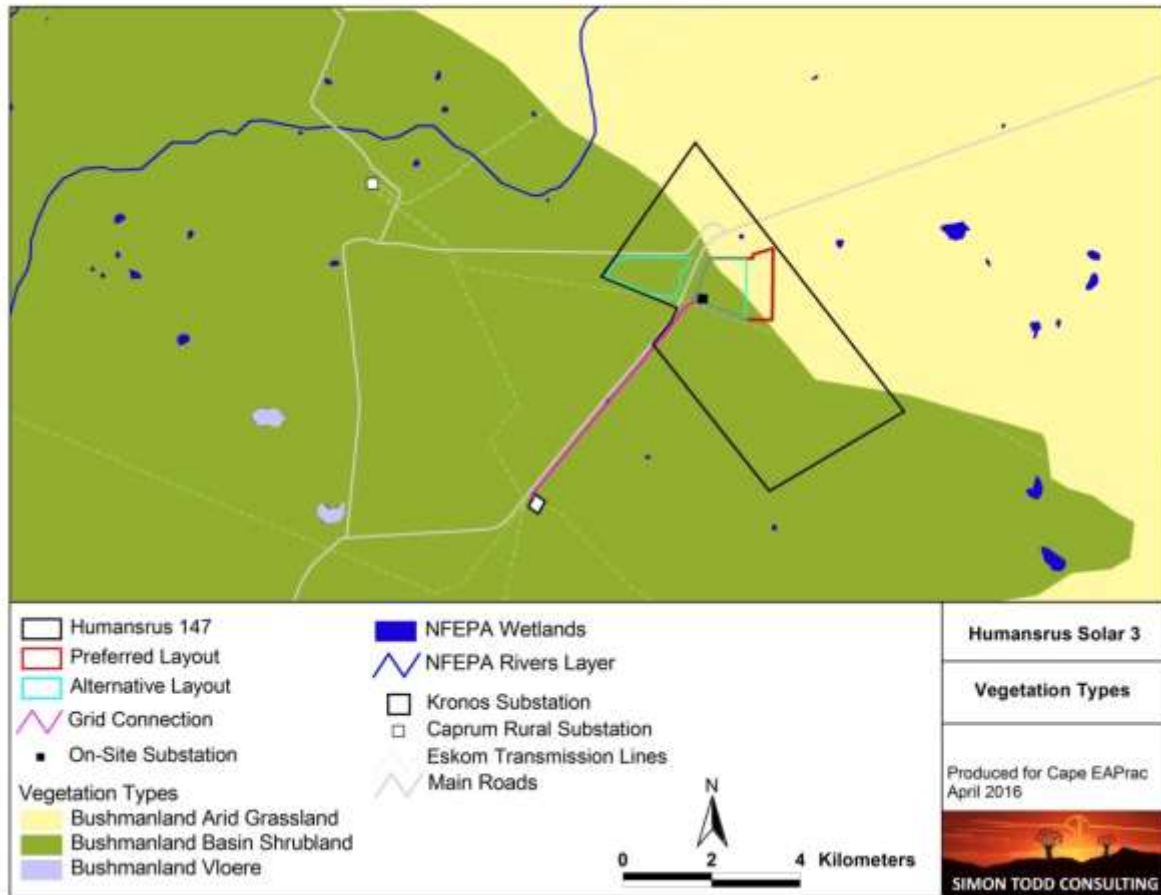 Humansrus 147
Preferred Layout
Alternative Layout
Grid Connection
On-Site Substation
Vegetation Types
Bushmanland Arid Grassland
Bushmanland Basin Shrubland
Bushmanland Vloere
NFEPA Wetlands
NFEPA Rivers Layer
Kronos Substation
Caprum Rural Substation
Eskom Transmission Lines
Main Roads
N
0 2 4 Kilometers
Humansrus Solar 3
Vegetation Types
Produced for Cape EAPrac
April 2016
SIMON TODD CONSULTING